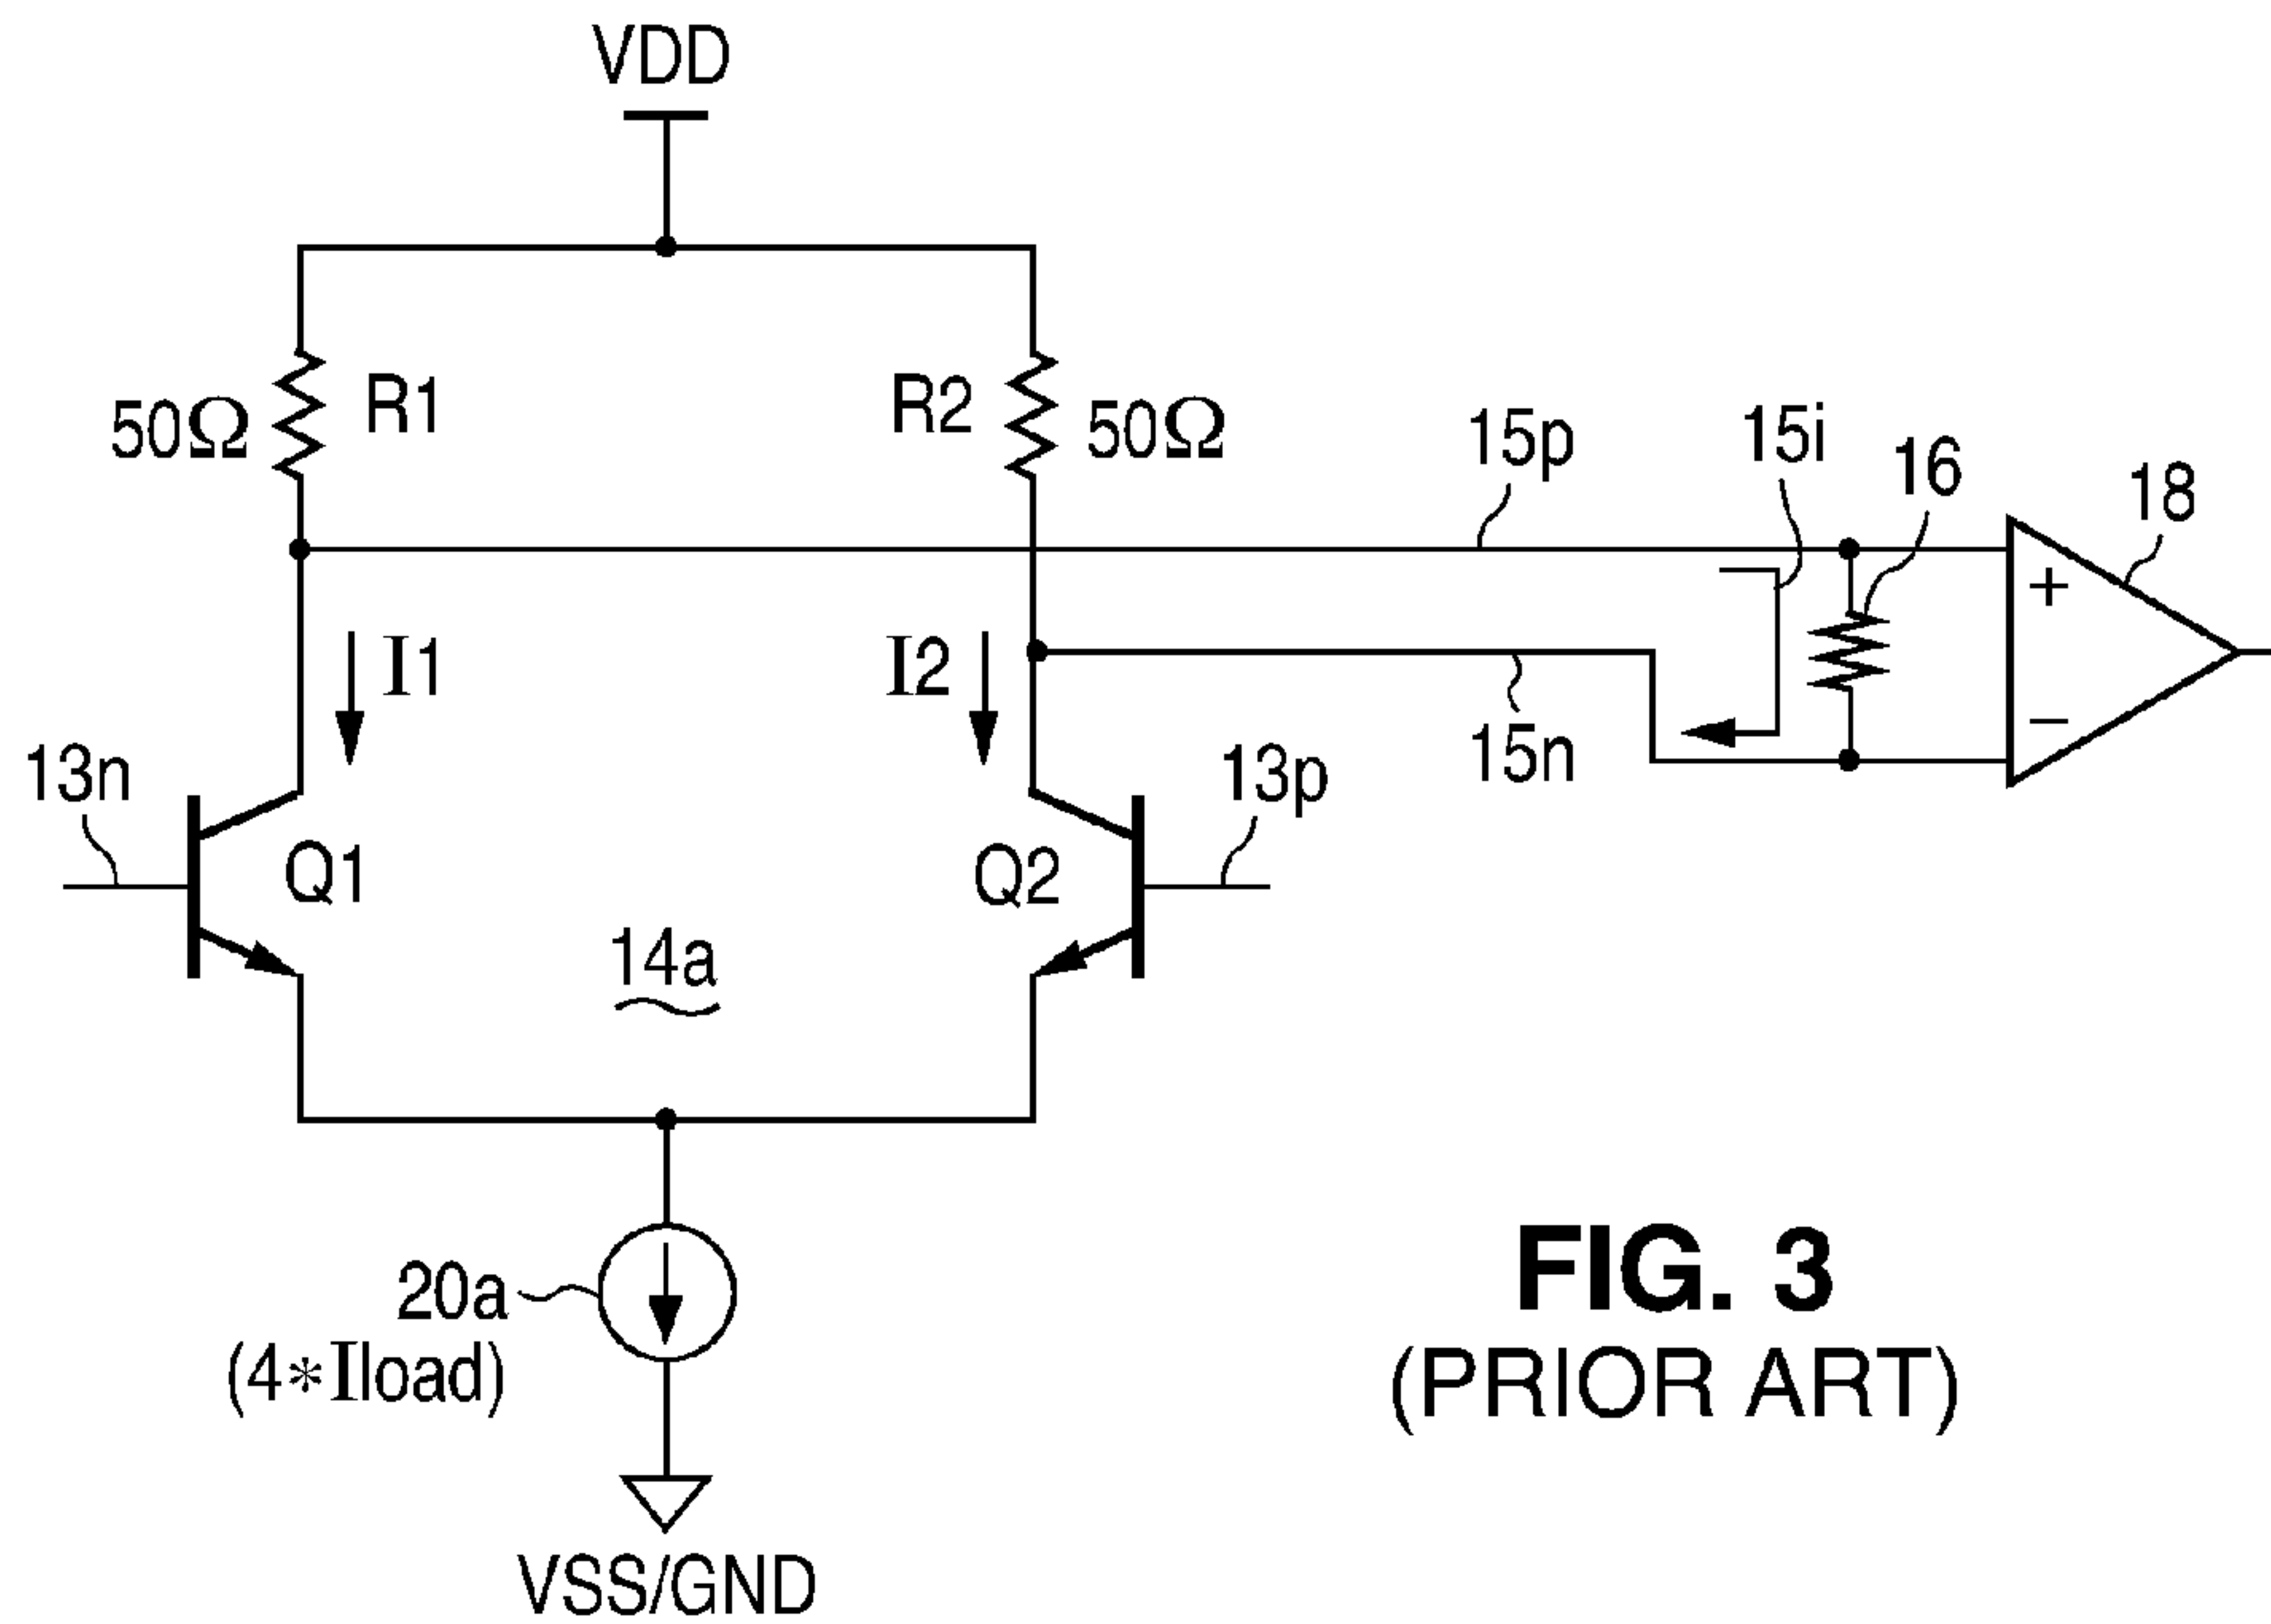 VDD
50Ω
R1
R2
50Ω
15p
15i
16
18
+
−
I1
I2
15n
13n
Q1
Q2
13p
14a
20a
(4*Iload)
VSS/GND
FIG. 3
(PRIOR ART)